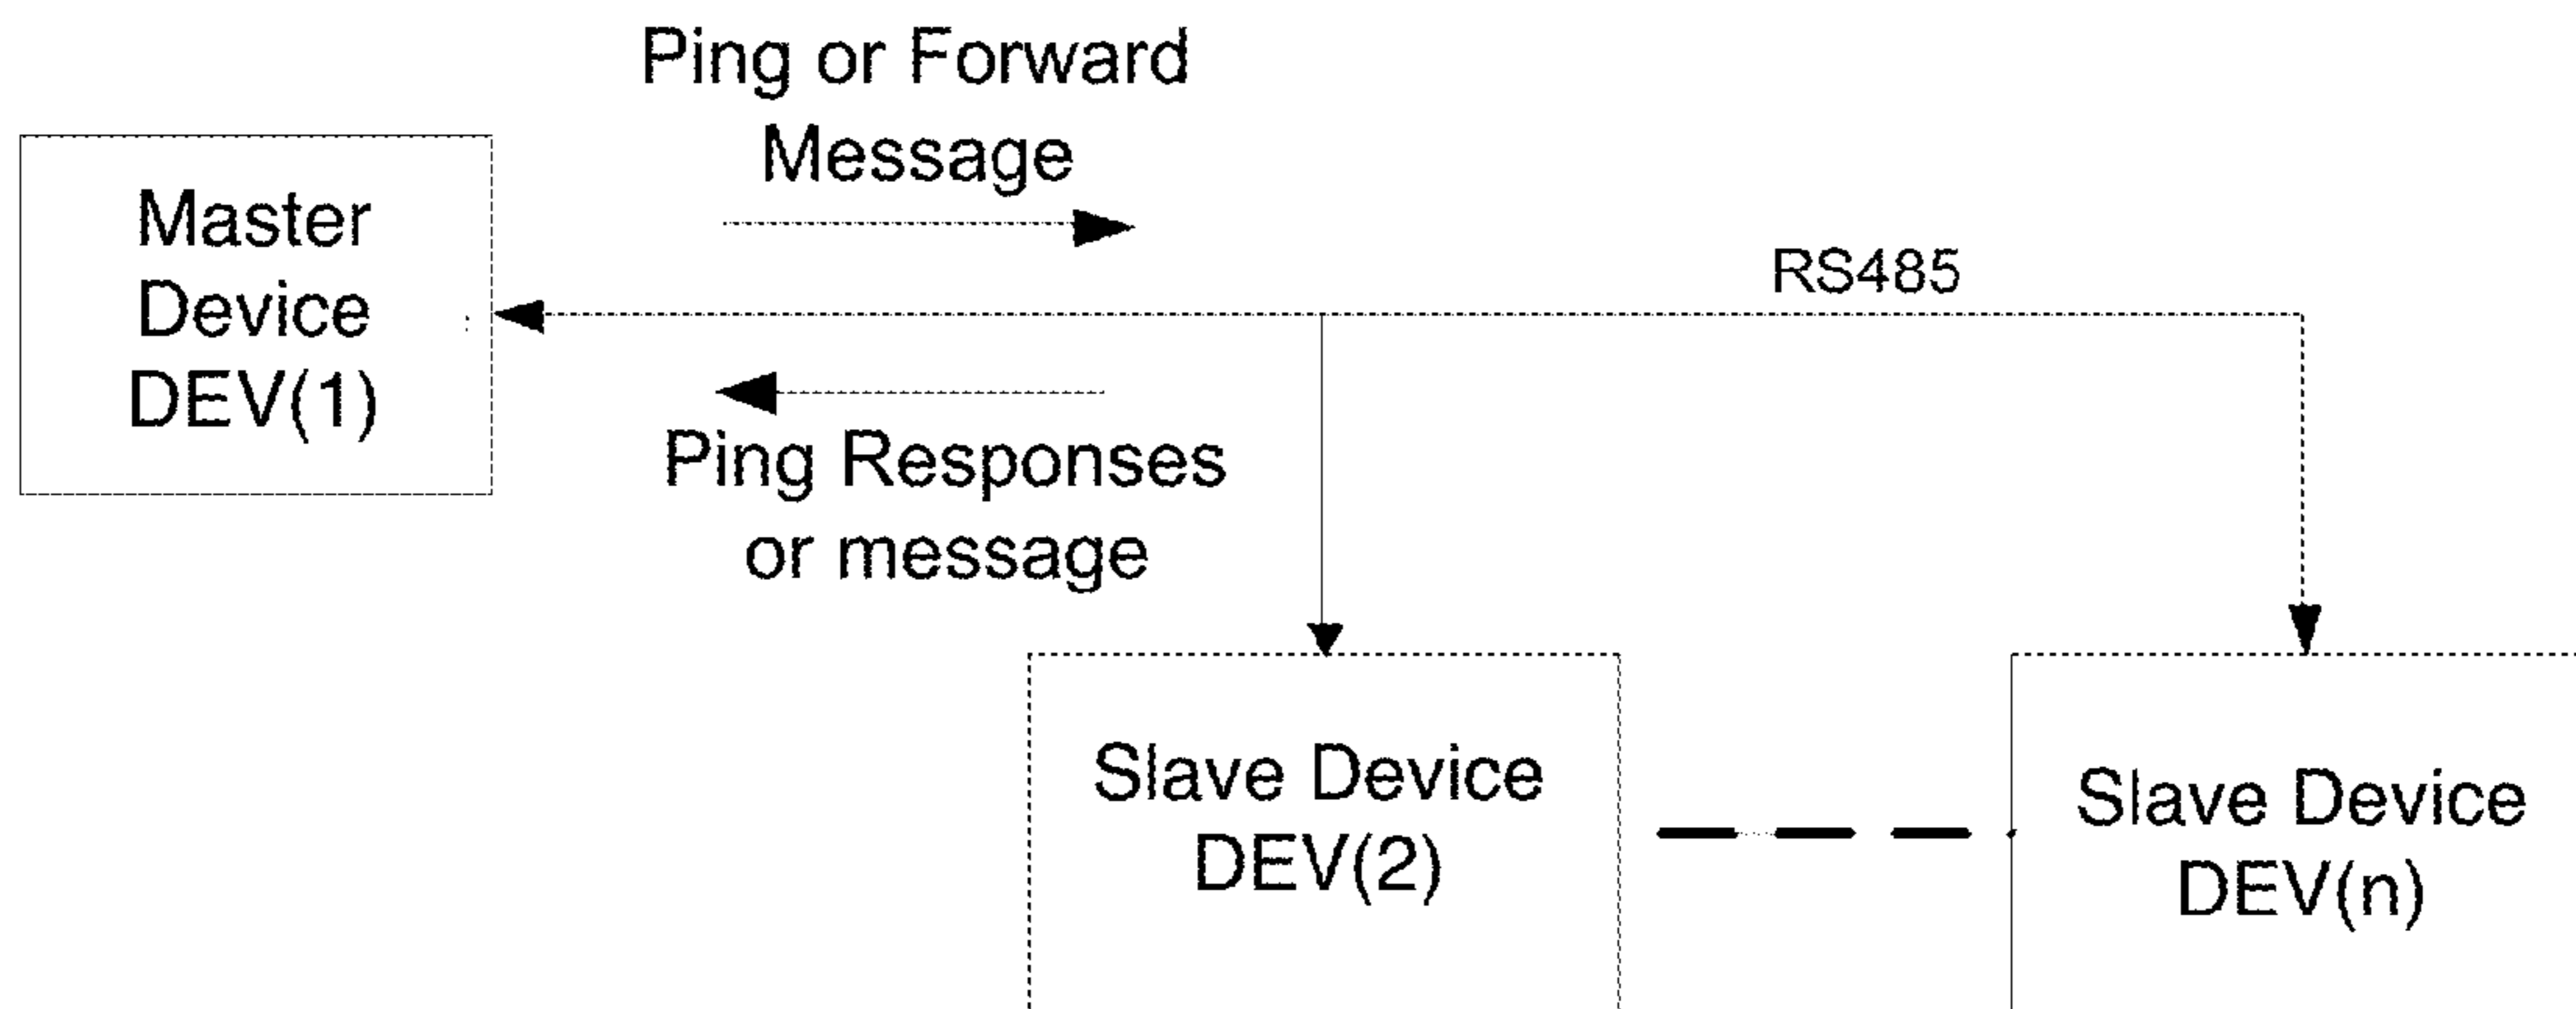 Ping or Forward
Message
Master
Device
DEV(1)
RS485
Ping Responses
or message
Slave Device
DEV(2)
Slave Device
DEV(n)